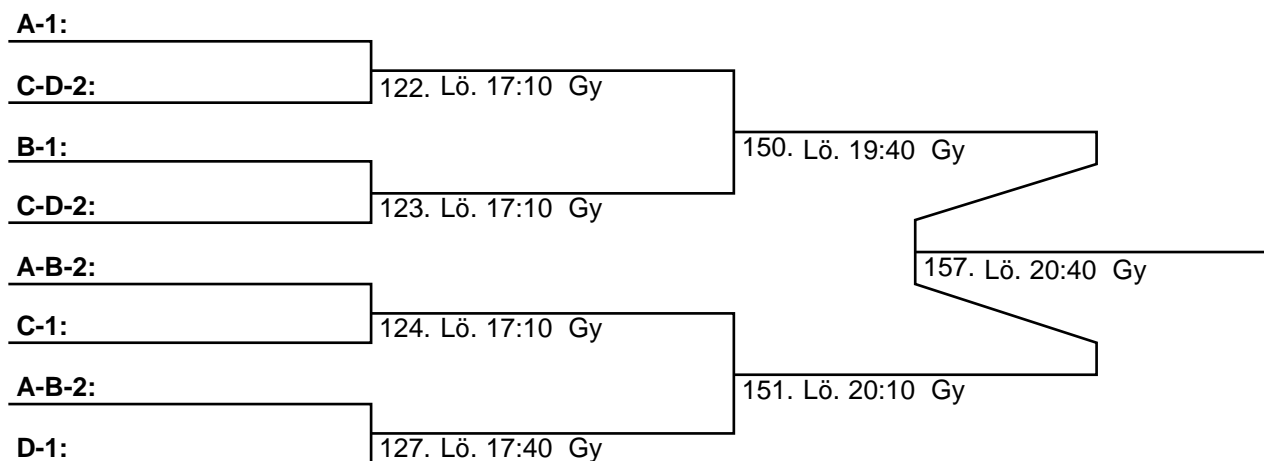 A-1:
C-D-2:
122. Lö. 17:10 Gy
B-1:
150. Lö. 19:40 Gy
C-D-2:
123. Lö. 17:10 Gy
A-B-2:
157. Lö. 20:40 Gy
C-1:
124. Lö. 17:10 Gy
A-B-2:
151. Lö. 20:10 Gy
D-1:
127. Lö. 17:40 Gy